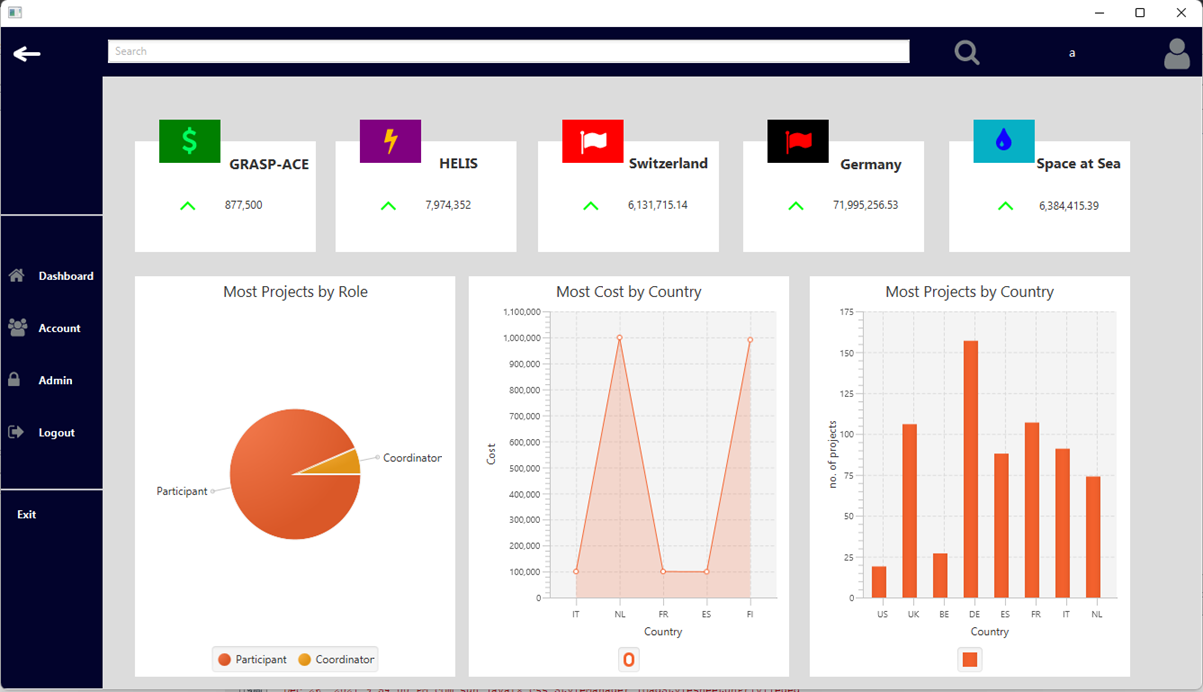 Search
a
GRASP-ACE
877,500
HELIS
7,974,352
Switzerland
6,131,715.14
Germany
71,995,256.53
Space at Sea
6,384,415.39
Dashboard
Account
Admin
Logout
Exit
Most Projects by Role
Coordinator
Participant
Participant
Coordinator
Most Cost by Country
1,100,000
1,000,000
900,000
800,000
700,000
600,000
500,000
400,000
300,000
200,000
100,000
0
Cost
IT NL FR ES FI
Country
Most Projects by Country
175
150
125
100
75
50
25
0
no. of projects
US UK BE DE ES FR IT NL
Country